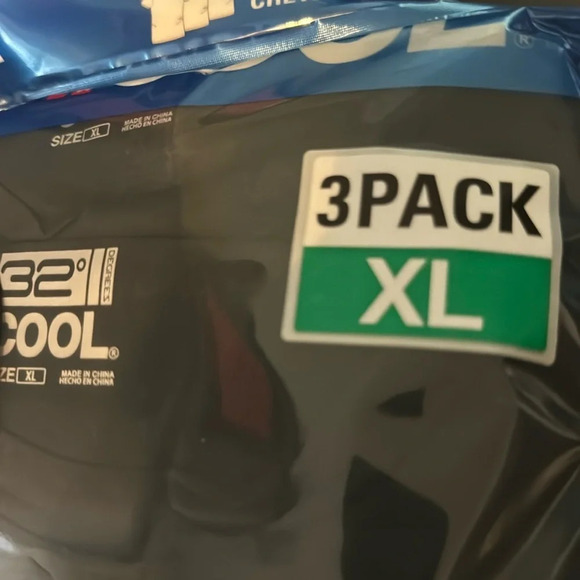 SIZE XL
MADE IN CHINA
HECHO EN CHINA
3PACK
XL
32°
DEGREES
COOL®
XL
MADE IN CHINA
HECHO EN CHINA